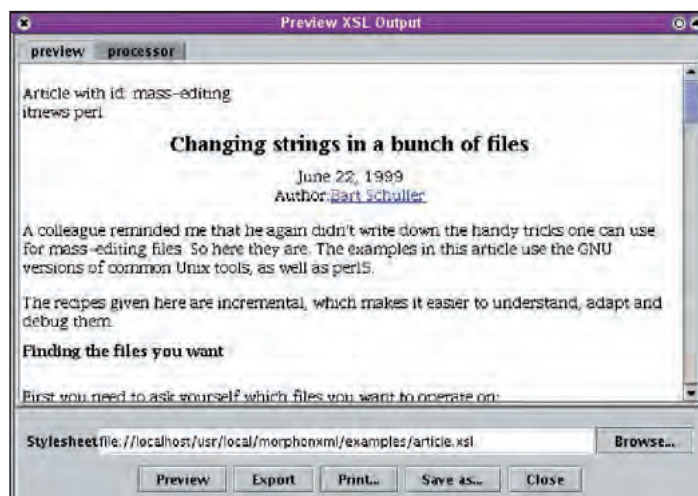 Preview XSL Output
preview processor
Article with id: mass-editing
itnews perl
Changing strings in a bunch of files
June 22, 1999
Author:Bart Schuller
A colleague reminded me that he again didn't write down the handy tricks one can use
for mass-editing files. So here they are. The examples in this article use the GNU
versions of common Unix tools, as well as perl5.
The recipes given here are incremental, which makes it easier to understand, adapt and
debug them.
Finding the files you want
First you need to ask yourself which files you want to operate on:
Stylesheet file://localhost/usr/local/morphonxml/examples/article.xsl Browse...
Preview Export Print... Save as... Close